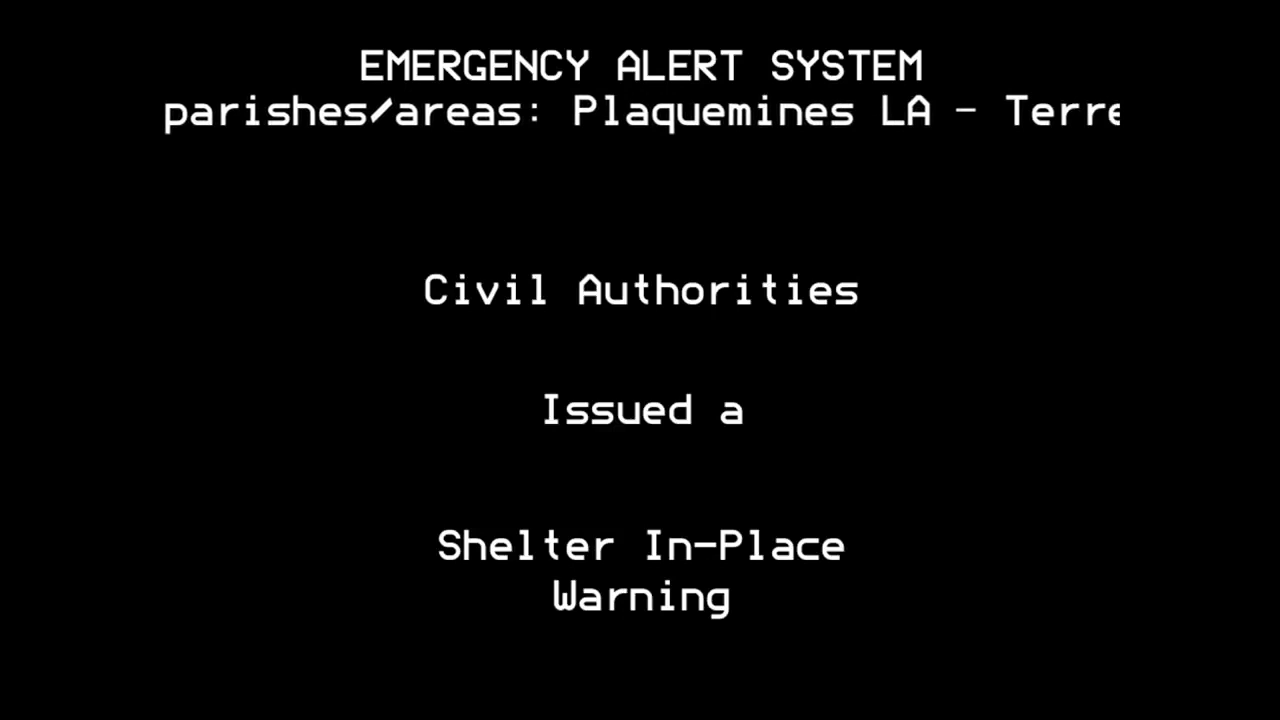 EMERGENCY ALERT SYSTEM
parishes/areas: Plaquemines LA - Terre
Civil Authorities
Issued a
Shelter In-Place
Warning